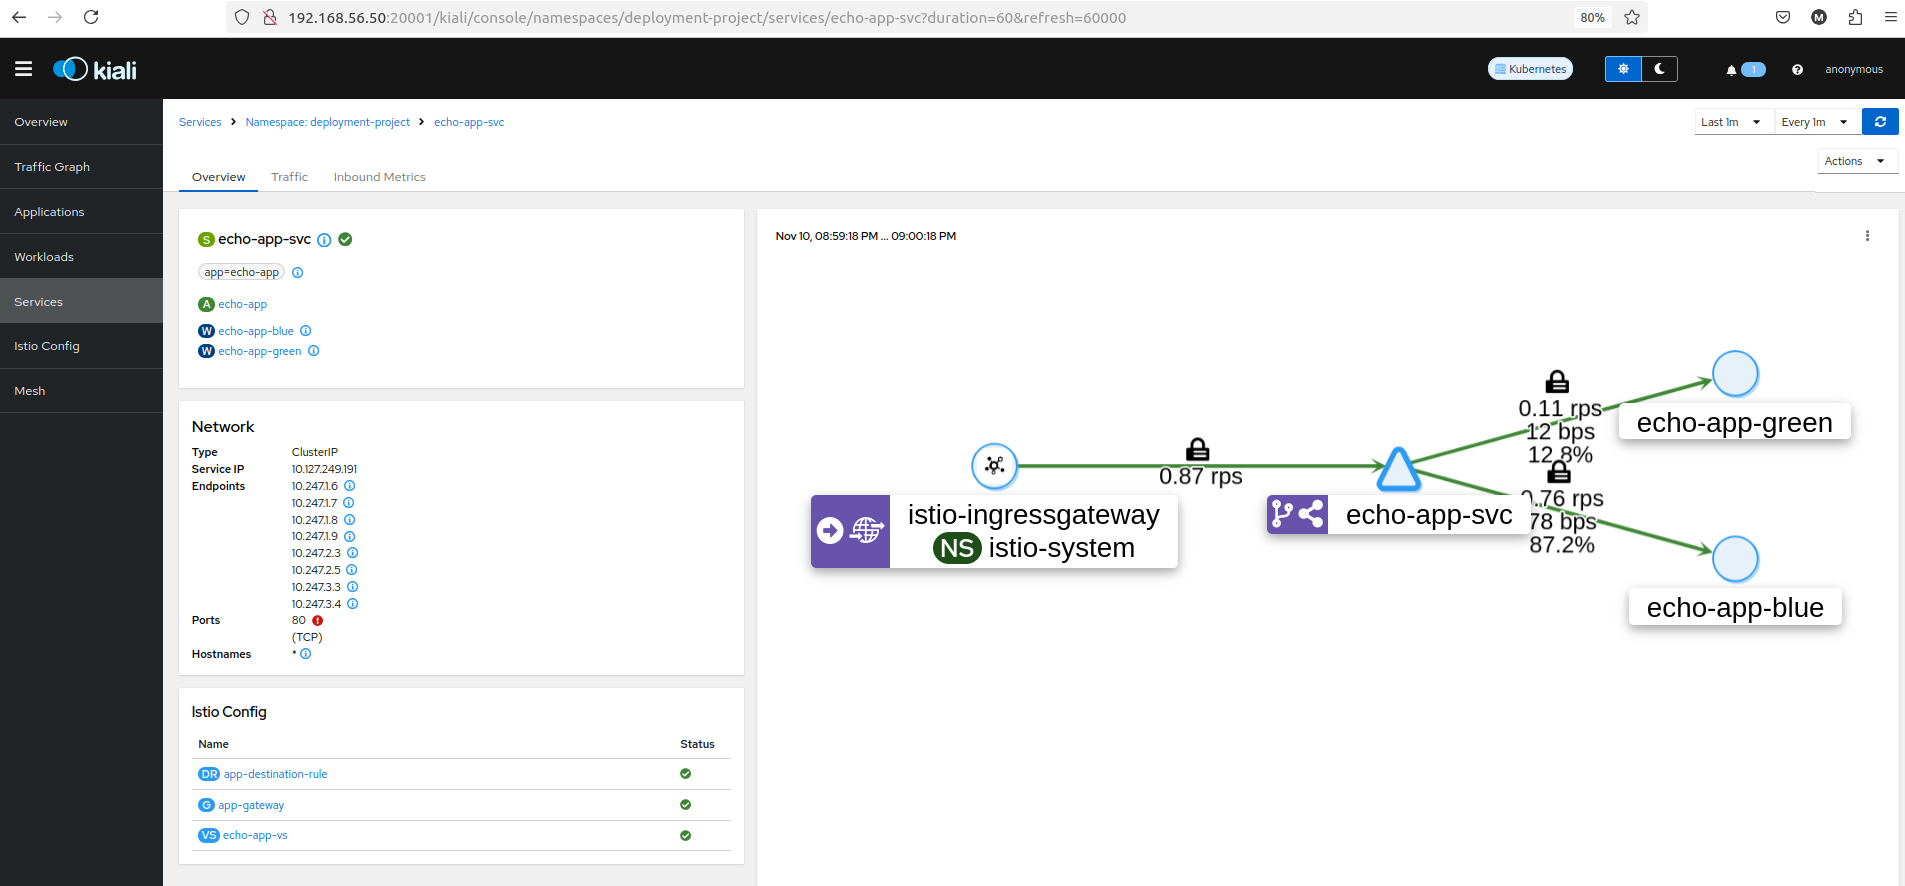 192.168.56.50:20001/kiali/console/namespaces/deployment-project/services/echo-app-svc?duration=60&refresh=60000
80%
M
kiali
Kubernetes
1
anonymous
Overview
Traffic Graph
Applications
Workloads
Services
Istio Config
Mesh
Services > Namespace: deployment-project > echo-app-svc
Last 1m
Every 1m
Actions
Overview
Traffic
Inbound Metrics
S echo-app-svc
app=echo-app
A echo-app
W echo-app-blue
W echo-app-green
Network
Type ClusterIP
Service IP 10.127.249.191
Endpoints 10.247.1.6
10.247.1.7
10.247.1.8
10.247.1.9
10.247.2.3
10.247.2.5
10.247.3.3
10.247.3.4
Ports 80
(TCP)
Hostnames *
Istio Config
Name Status
DR app-destination-rule
G app-gateway
VS echo-app-vs
Nov 10, 08:59:18 PM ... 09:00:18 PM
0.11 rps
12 bps
12.8%
echo-app-green
0.87 rps
istio-ingressgateway
NS istio-system
echo-app-svc
0.76 rps
78 bps
87.2%
echo-app-blue